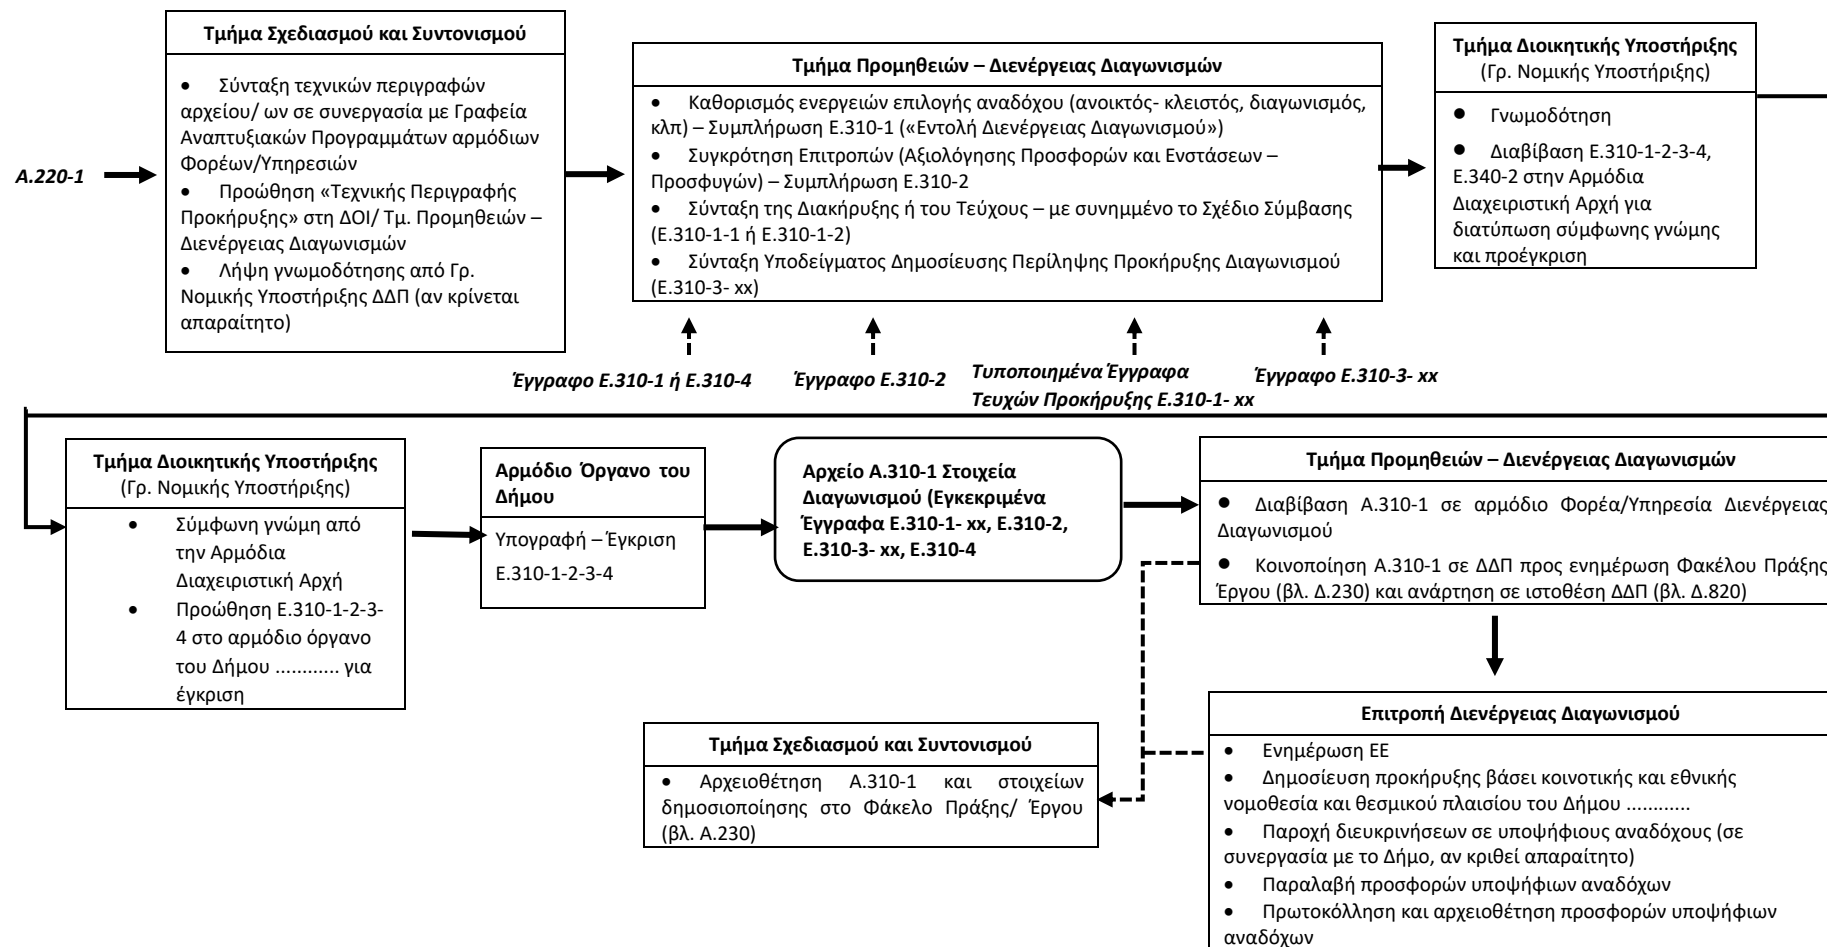 A.220-1
Τμήμα Σχεδιασμού και Συντονισμού
• Σύνταξη τεχνικών περιγραφών
αρχείου/ ων σε συνεργασία με Γραφεία
Αναπτυξιακών Προγραμμάτων αρμόδιων
Φορέων/Υπηρεσιών
• Προώθηση «Τεχνικής Περιγραφής
Προκήρυξης» στη ΔΟΙ/ Τμ. Προμηθειών –
Διενέργειας Διαγωνισμών
• Λήψη γνωμοδότησης από Γρ.
Νομικής Υποστήριξης ΔΔΠ (αν κρίνεται
απαραίτητο)
Τμήμα Προμηθειών – Διενέργειας Διαγωνισμών
• Καθορισμός ενεργειών επιλογής αναδόχου (ανοικτός- κλειστός, διαγωνισμός,
κλπ) – Συμπλήρωση Ε.310-1 («Εντολή Διενέργειας Διαγωνισμού»)
• Συγκρότηση Επιτροπών (Αξιολόγησης Προσφορών και Ενστάσεων –
Προσφυγών) – Συμπλήρωση Ε.310-2
• Σύνταξη της Διακήρυξης ή του Τεύχους – με συνημμένο το Σχέδιο Σύμβασης
(Ε.310-1-1 ή Ε.310-1-2)
• Σύνταξη Υποδείγματος Δημοσίευσης Περίληψης Προκήρυξης Διαγωνισμού
(Ε.310-3- xx)
Τμήμα Διοικητικής Υποστήριξης
(Γρ. Νομικής Υποστήριξης)
• Γνωμοδότηση
• Διαβίβαση Ε.310-1-2-3-4,
Ε.340-2 στην Αρμόδια
Διαχειριστική Αρχή για
διατύπωση σύμφωνης γνώμης
και προέγκριση
Έγγραφο Ε.310-1 ή Ε.310-4
Έγγραφο Ε.310-2
Τυποποιημένα Έγγραφα
Τευχών Προκήρυξης Ε.310-1- xx
Έγγραφο Ε.310-3- xx
Τμήμα Διοικητικής Υποστήριξης
(Γρ. Νομικής Υποστήριξης)
• Σύμφωνη γνώμη από
την Αρμόδια
Διαχειριστική Αρχή
• Προώθηση Ε.310-1-2-3-
4 στο αρμόδιο όργανο
του Δήμου ............ για
έγκριση
Αρμόδιο Όργανο του
Δήμου
Υπογραφή – Έγκριση
Ε.310-1-2-3-4
Αρχείο Α.310-1 Στοιχεία
Διαγωνισμού (Εγκεκριμένα
Έγγραφα Ε.310-1- xx, Ε.310-2,
Ε.310-3- xx, Ε.310-4
Τμήμα Προμηθειών – Διενέργειας Διαγωνισμών
• Διαβίβαση Α.310-1 σε αρμόδιο Φορέα/Υπηρεσία Διενέργειας
Διαγωνισμού
• Κοινοποίηση Α.310-1 σε ΔΔΠ προς ενημέρωση Φακέλου Πράξης
Έργου (βλ. Δ.230) και ανάρτηση σε ιστοθέση ΔΔΠ (βλ. Δ.820)
Τμήμα Σχεδιασμού και Συντονισμού
• Αρχειοθέτηση Α.310-1 και στοιχείων
δημοσιοποίησης στο Φάκελο Πράξης/ Έργου
(βλ. Α.230)
Επιτροπή Διενέργειας Διαγωνισμού
• Ενημέρωση ΕΕ
• Δημοσίευση προκήρυξης βάσει κοινοτικής και εθνικής
νομοθεσία και θεσμικού πλαισίου του Δήμου ............
• Παροχή διευκρινήσεων σε υποψήφιους αναδόχους (σε
συνεργασία με το Δήμο, αν κριθεί απαραίτητο)
• Παραλαβή προσφορών υποψήφιων αναδόχων
• Πρωτοκόλληση και αρχειοθέτηση προσφορών υποψήφιων
αναδόχων